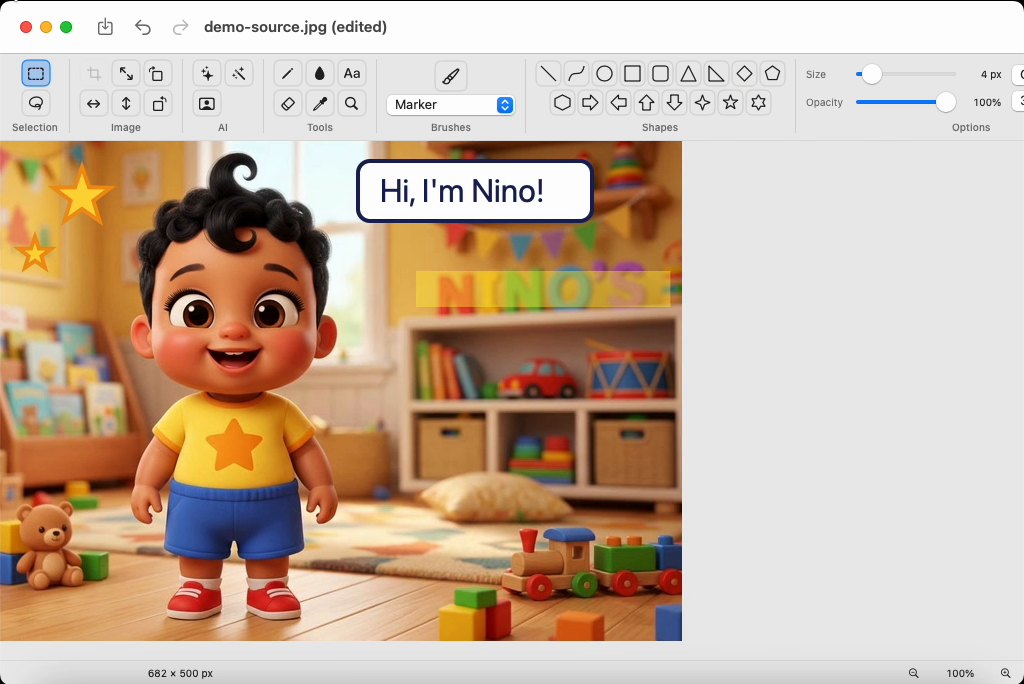 demo-source.jpg (edited)
Aa
Marker
Size
4 px
Opacity
100%
Selection
Image
AI
Tools
Brushes
Shapes
Options
Hi, I'm Nino!
NINO'S
682 × 500 px
100%